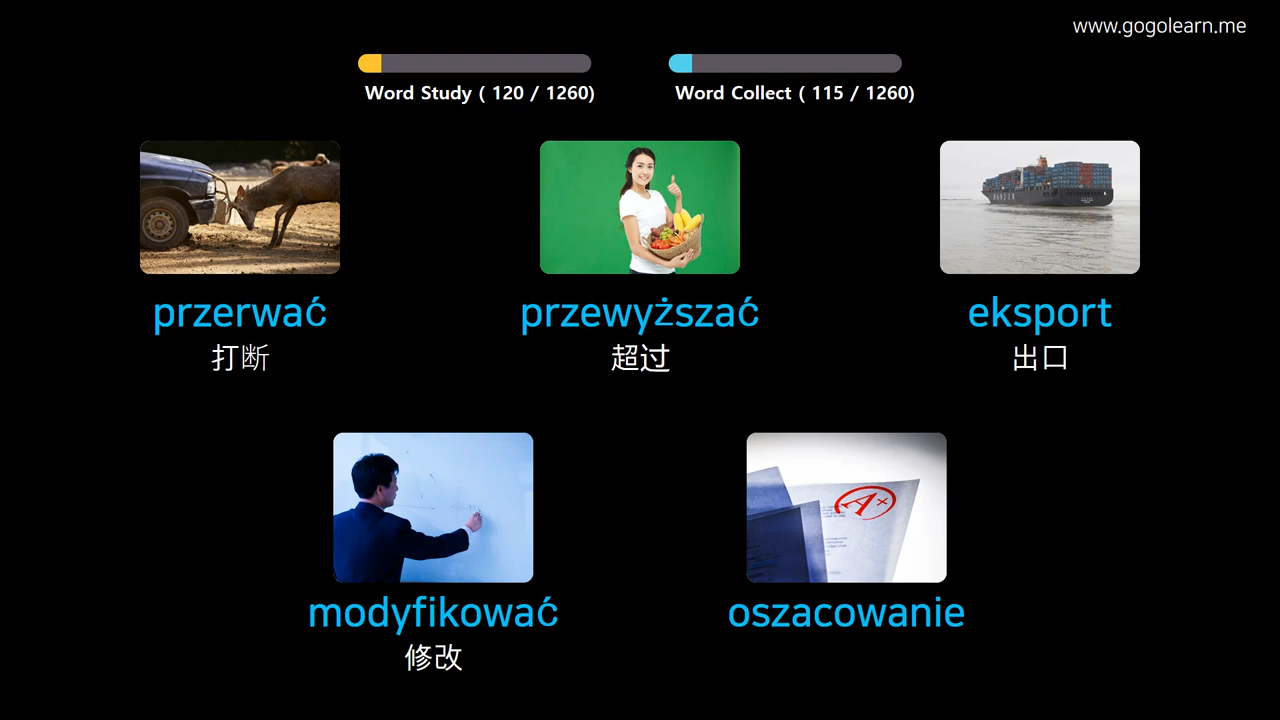 www.gogolearn.me
Word Study ( 120 / 1260)
Word Collect ( 115 / 1260)
przerwać
打断
przewyższać
超过
eksport
出口
modyfikować
修改
A+
oszacowanie